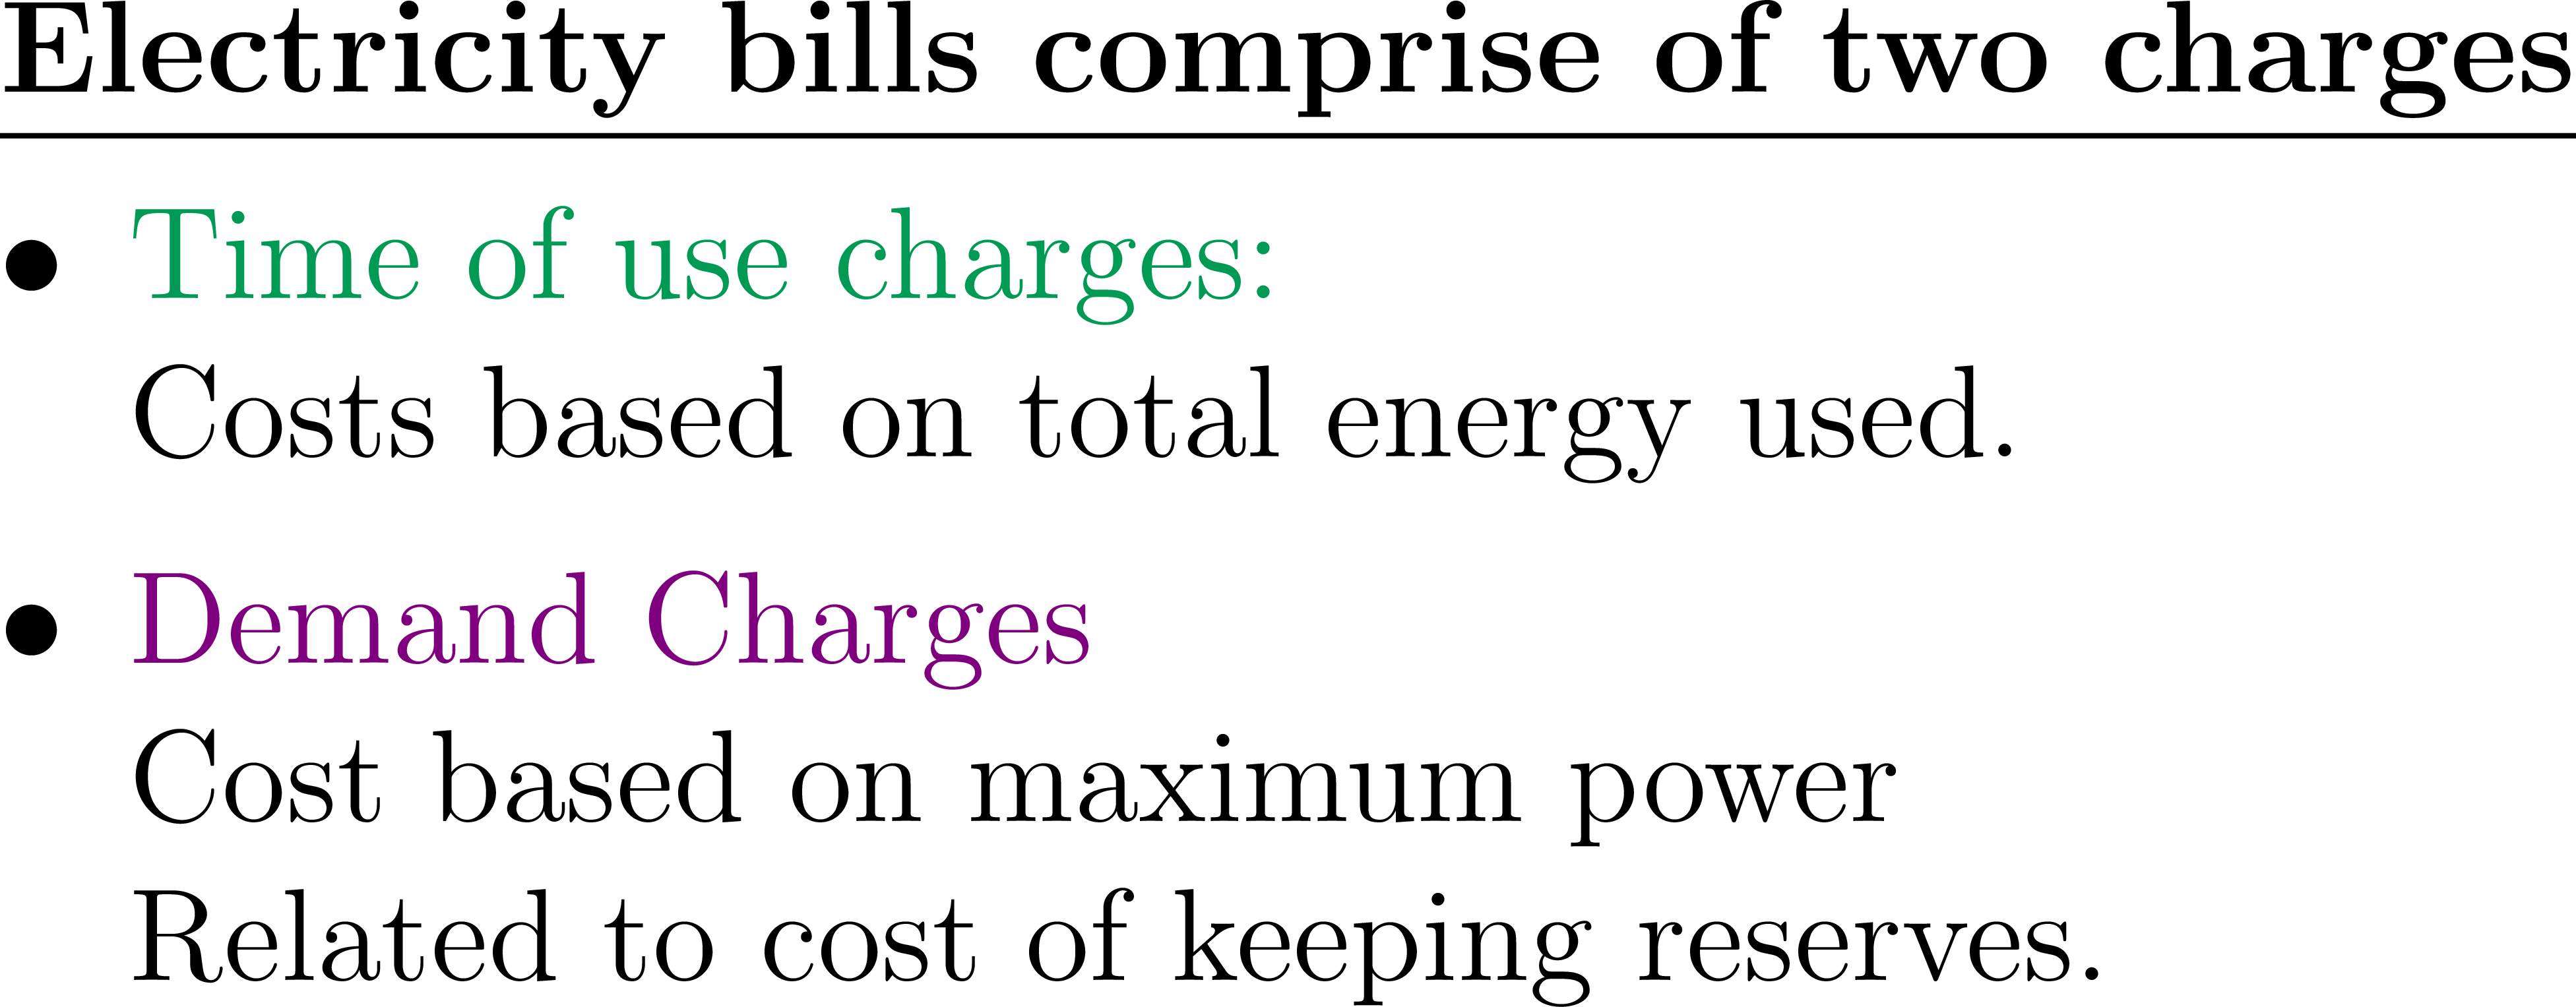 Electricity bills comprise of two charges
• Time of use charges:
Costs based on total energy used.
• Demand Charges
Cost based on maximum power
Related to cost of keeping reserves.